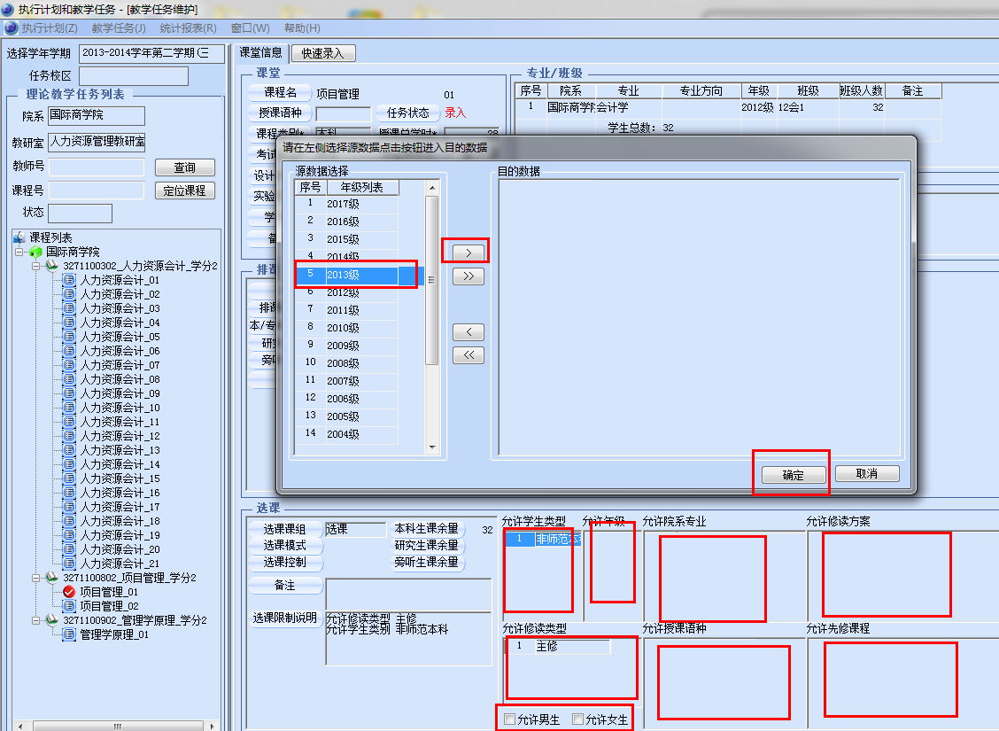 执行计划和教学任务 - [教学任务维护]
执行计划(Z) 教学任务(J) 统计报表(R) 窗口(W) 帮助(H)
选择学年学期 2013-2014学年第二学期(三
任务校区
理论教学任务列表
院系 国际商学院
教研室 人力资源管理教研室
教师号 查询
课程号 定位课程
状态
课程列表
国际商学院
3271100302_人力资源会计_学分2
人力资源会计_01
人力资源会计_02
人力资源会计_03
人力资源会计_04
人力资源会计_05
人力资源会计_06
人力资源会计_07
人力资源会计_08
人力资源会计_09
人力资源会计_10
人力资源会计_11
人力资源会计_12
人力资源会计_13
人力资源会计_14
人力资源会计_15
人力资源会计_16
人力资源会计_17
人力资源会计_18
人力资源会计_19
人力资源会计_20
人力资源会计_21
3271100802_项目管理_学分2
项目管理_01
项目管理_02
3271100902_管理学原理_学分2
管理学原理_01
课堂信息 快速录入
课堂
课程名 项目管理 01
授课语种 任务状态 录入
课程类别* 本科 授课总学时* 28
考试
设计
实验
学
备
排课
排课
本/专
研究
旁听
专业/班级
序号 院系 专业 专业方向 年级 班级 班级人数 备注
1 国际商学院 会计学 2012级 12会1 32
学生总数: 32
请在左侧选择源数据点击按钮进入目的数据
源数据选择
序号 年级列表
1 2017级
2 2016级
3 2015级
4 2014级
5 2013级
6 2012级
7 2011级
8 2010级
9 2009级
10 2008级
11 2007级
12 2006级
13 2005级
14 2004级
>
>>
<
<<
目的数据
确定 取消
选课
选课课组 选课 本科生课余量 32
选课模式 研究生课余量
选课控制 旁听生课余量
备注
选课限制说明 允许修读类型 主修
允许学生类别 非师范本科
允许学生类型 允许年级 允许院系专业 允许修读方案
1 非师范本科
允许修读类型 允许授课语种 允许先修课程
1 主修
允许男生 允许女生